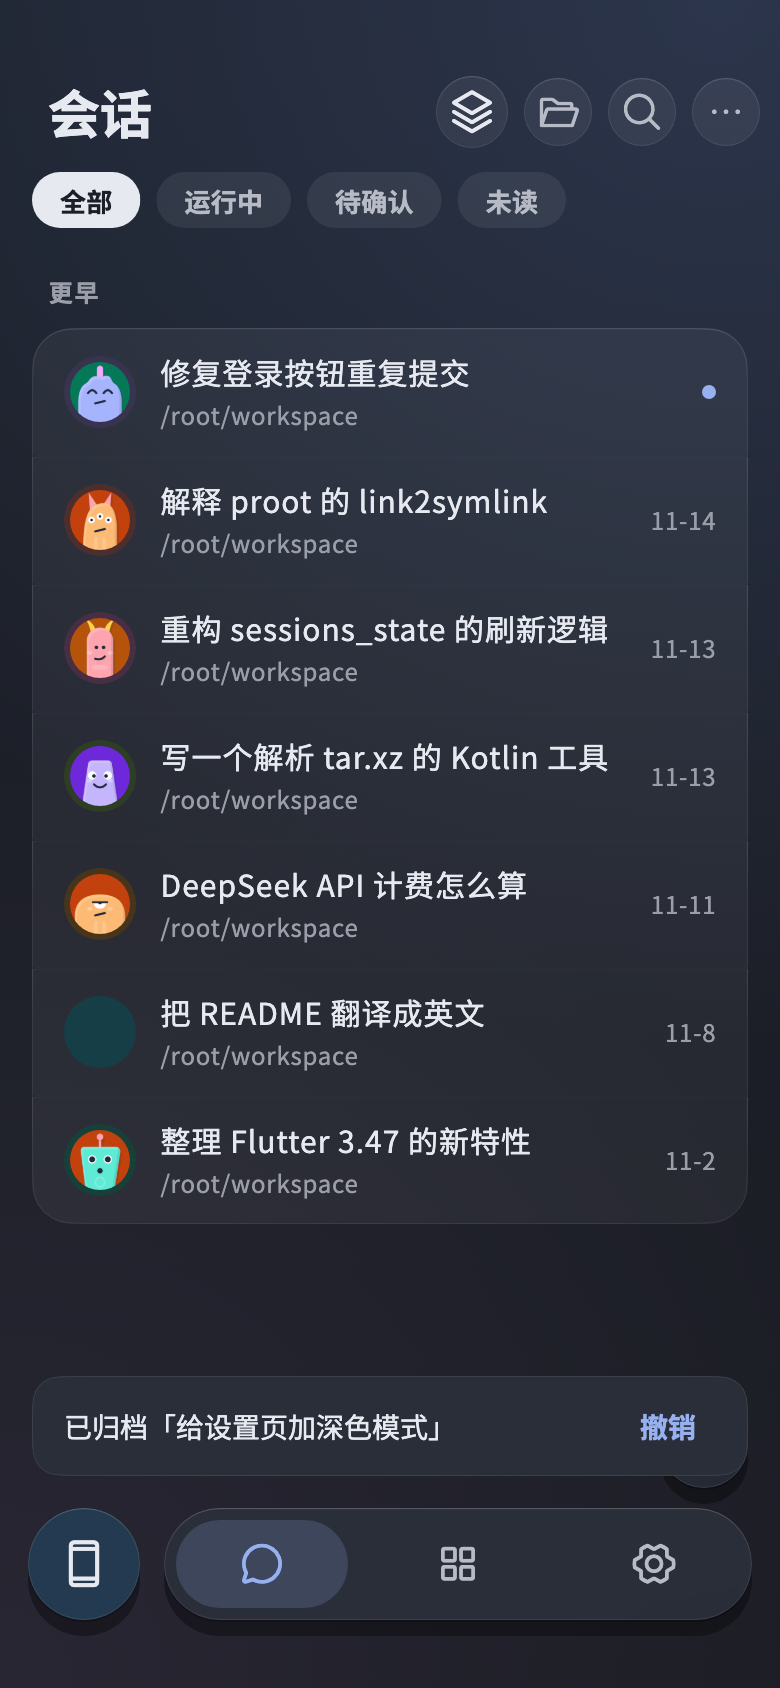 会话
全部 运行中 待确认 未读
更早
修复登录按钮重复提交
/root/workspace
解释 proot 的 link2symlink
/root/workspace
11-14
重构 sessions_state 的刷新逻辑
/root/workspace
11-13
写一个解析 tar.xz 的 Kotlin 工具
/root/workspace
11-13
DeepSeek API 计费怎么算
/root/workspace
11-11
把 README 翻译成英文
/root/workspace
11-8
整理 Flutter 3.47 的新特性
/root/workspace
11-2
已归档「给设置页加深色模式」 撤销